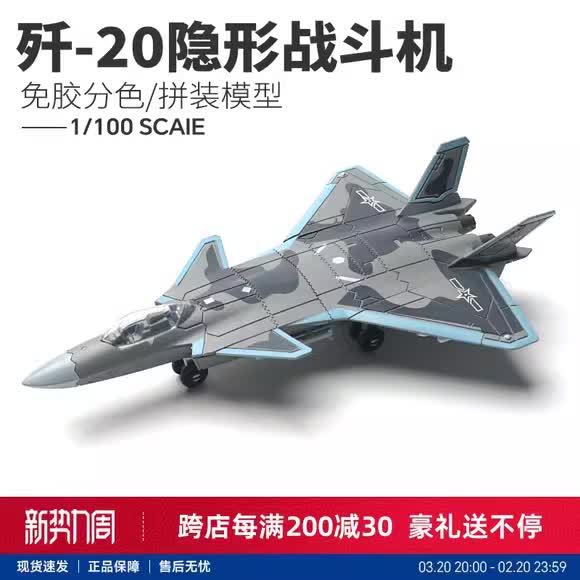 歼-20隐形战斗机
免胶分色/拼装模型
——1/100 SCAIE
新势力周 跨店每满200减30 豪礼送不停
现货速发 | 正品保障 | 售后无忧 03.20 20:00 - 02.20 23:59